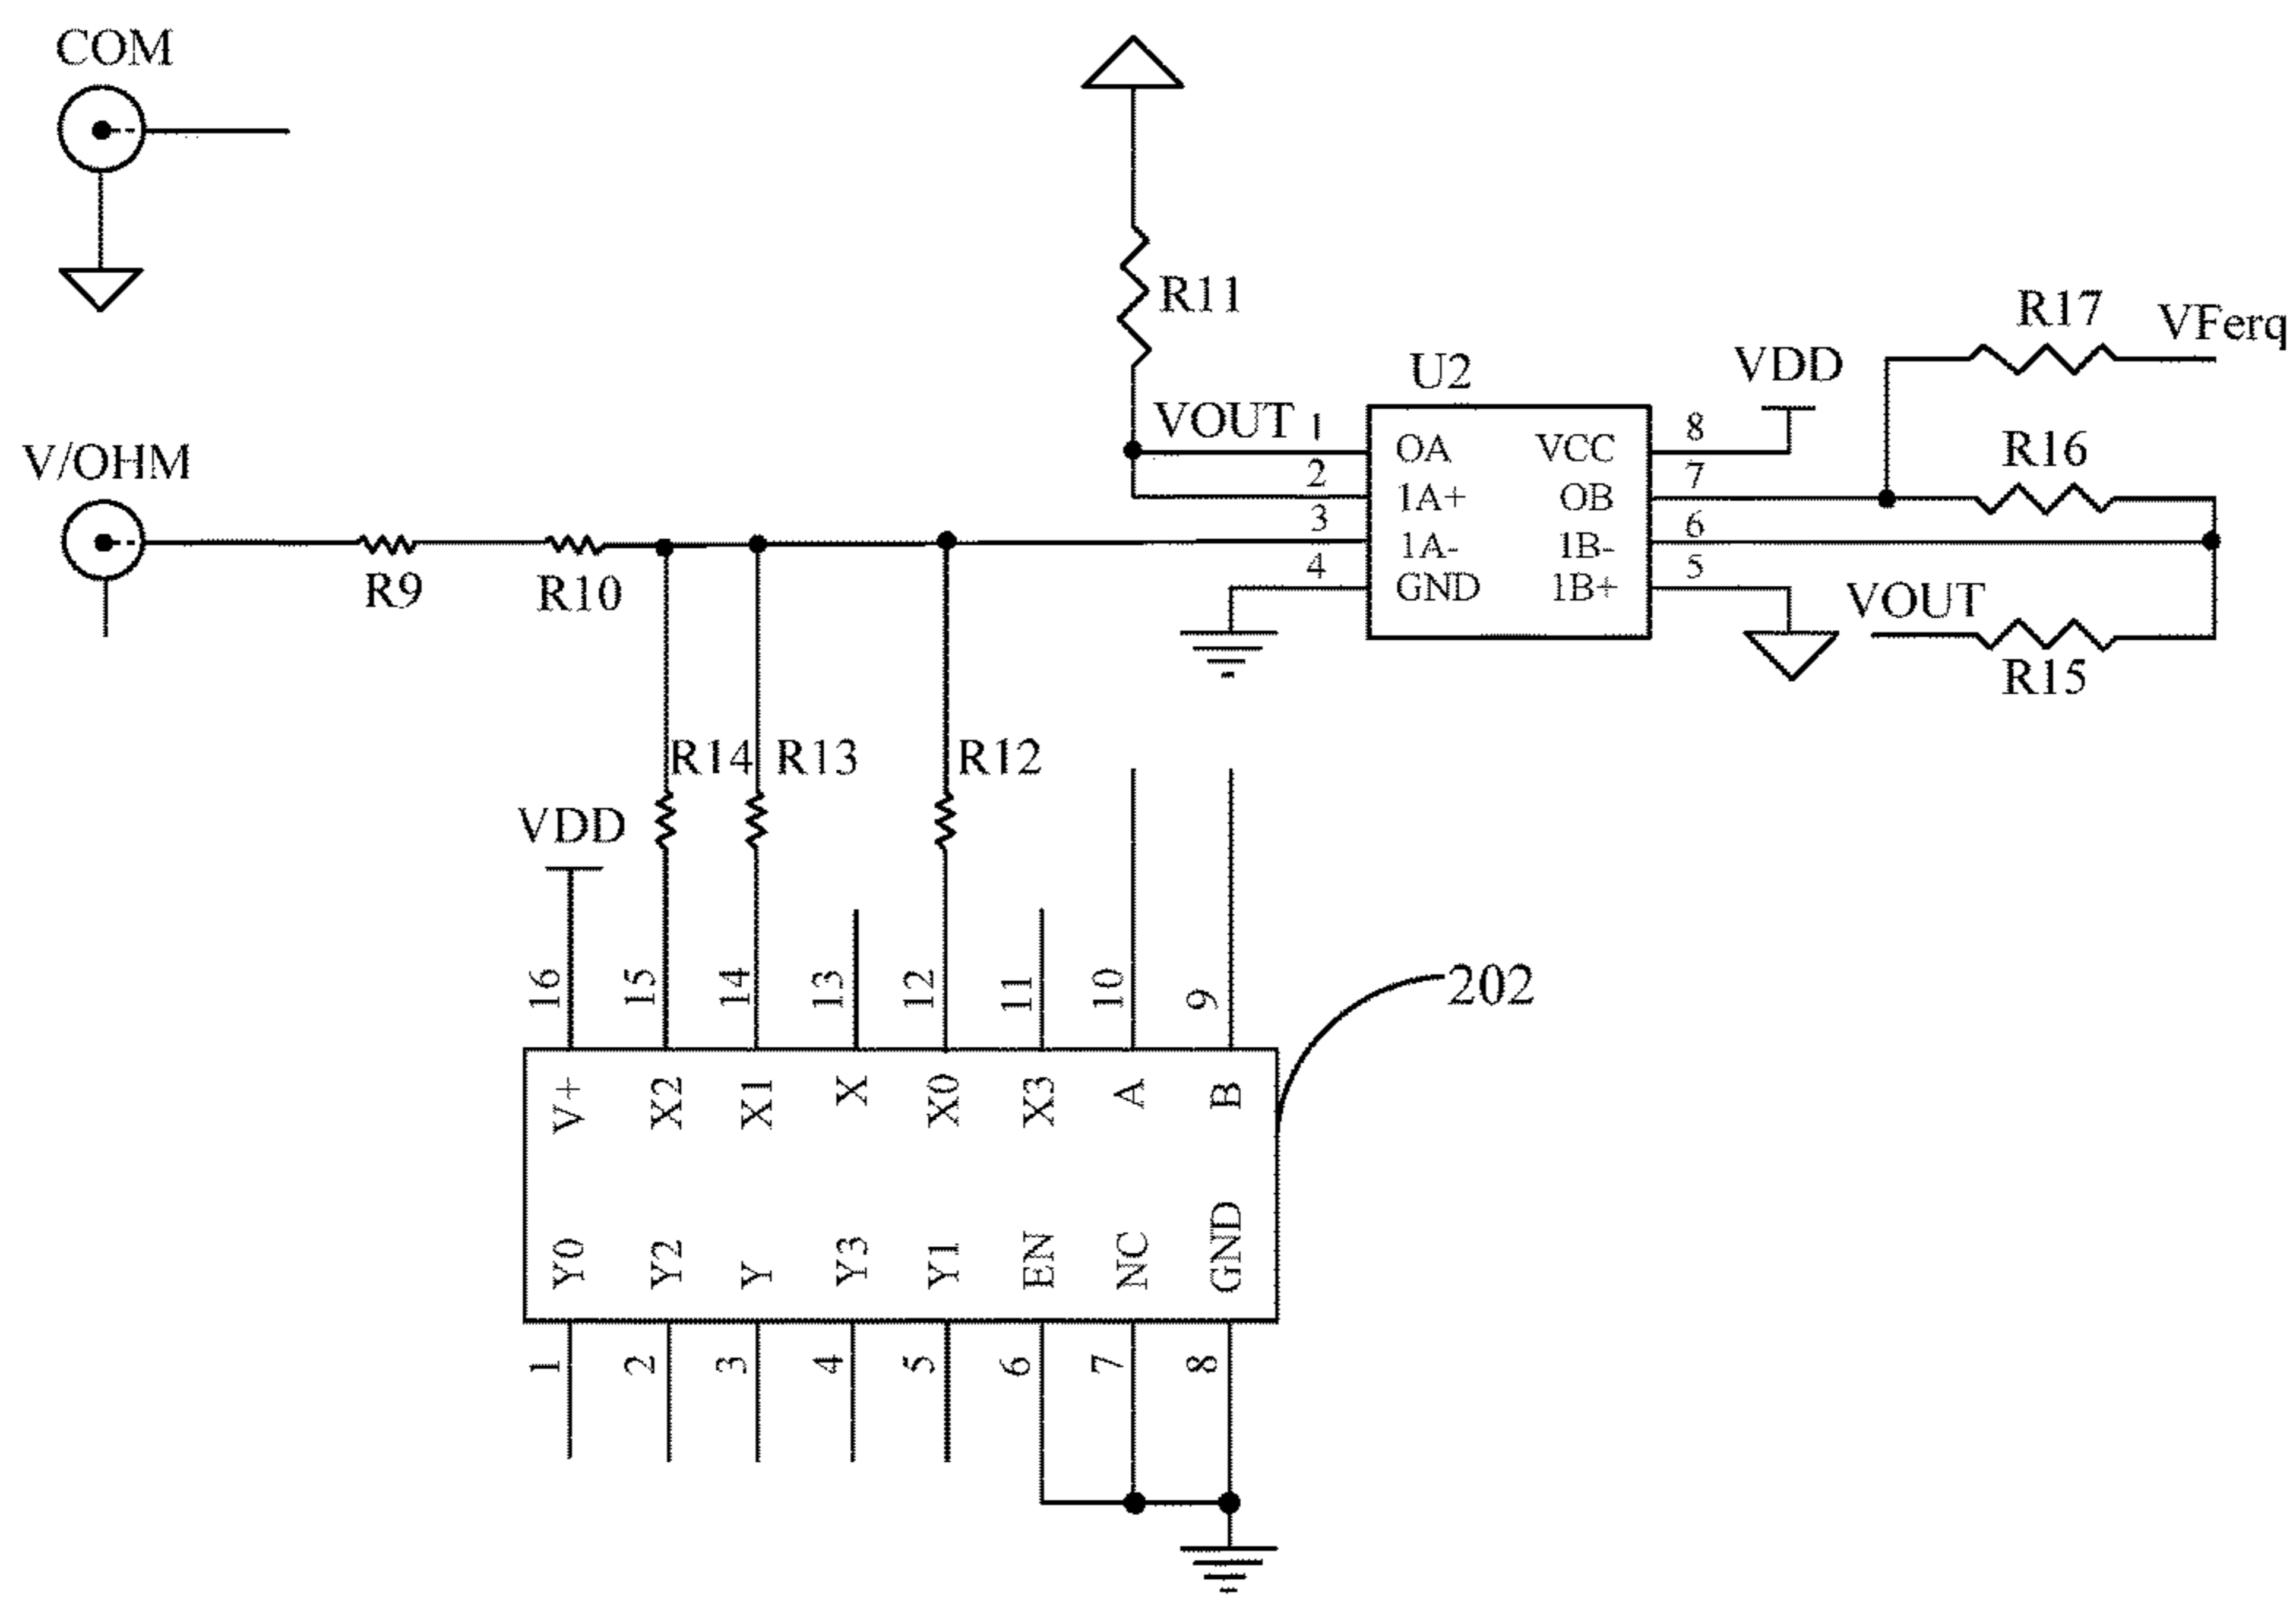 COM
R11
R17
VFerq
U2
VDD
V/OHM
VOUT
1
OA
VCC
8
R16
2
1A+
OB
7
3
1A-
1B-
6
4
GND
1B+
5
VOUT
R9
R10
R15
R14
R13
R12
VDD
16
15
14
13
12
11
10
9
202
V+
X2
X1
X
X0
X3
A
B
Y0
Y2
Y
Y3
Y1
EN
NC
GND
1
2
3
4
5
6
7
8